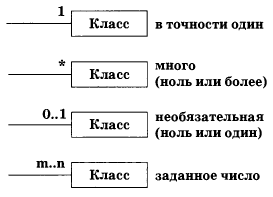 1
Класс
в точности один
*
Класс
много
(ноль или более)
0..1
Класс
необязательная
(ноль или один)
m..n
Класс
заданное число